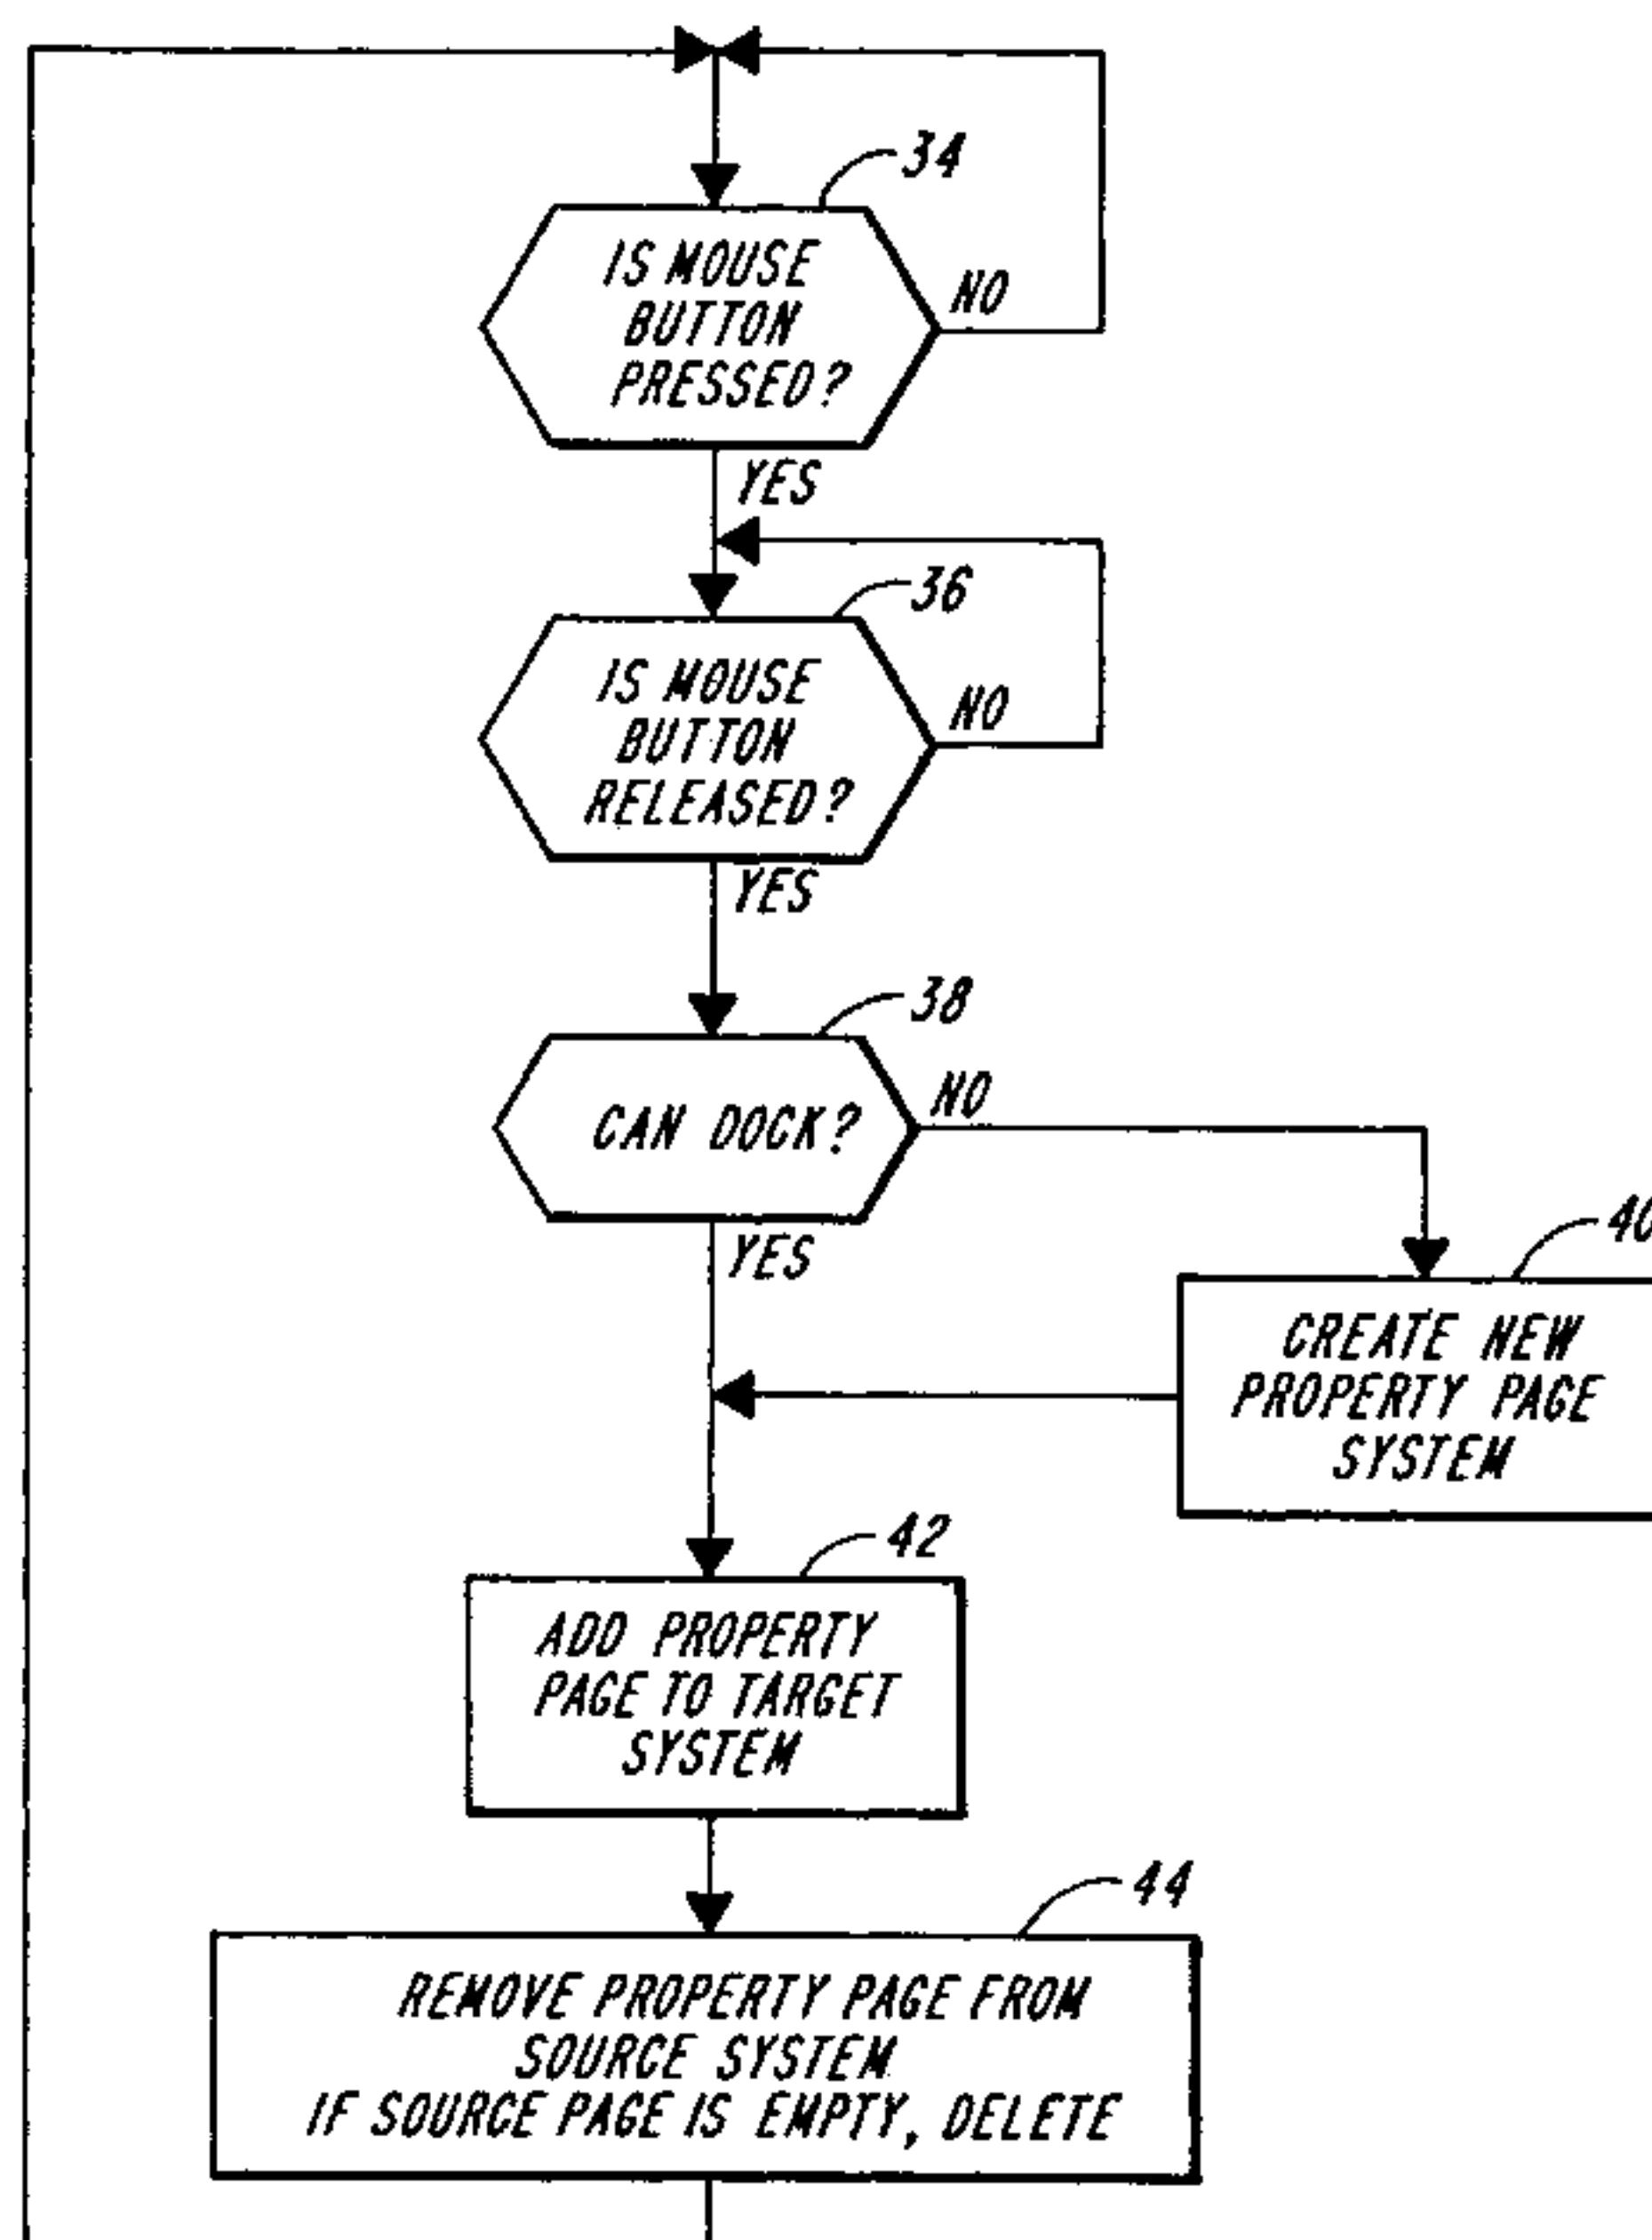 34
IS MOUSE
BUTTON
PRESSED?
NO
YES
36
IS MOUSE
BUTTON
RELEASED?
NO
YES
38
CAN DOCK?
NO
YES
40
CREATE NEW
PROPERTY PAGE
SYSTEM
42
ADD PROPERTY
PAGE TO TARGET
SYSTEM
44
REMOVE PROPERTY PAGE FROM
SOURCE SYSTEM
IF SOURCE PAGE IS EMPTY, DELETE